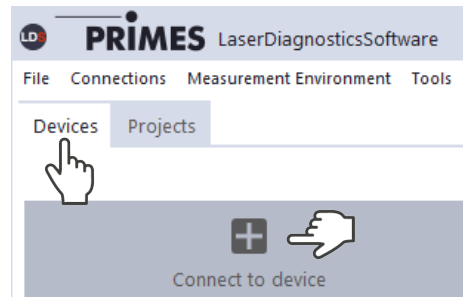 LDS PRIMES LaserDiagnosticsSoftware
File Connections Measurement Environment Tools
Devices Projects
Connect to device